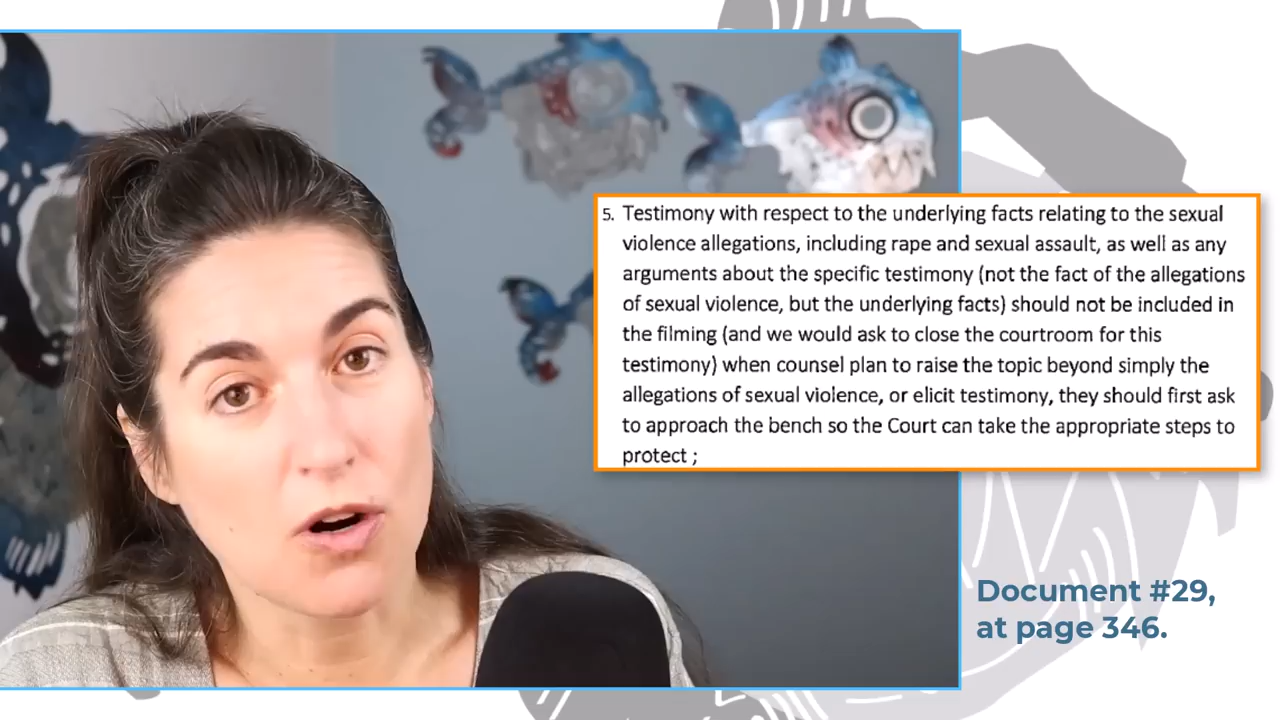 5. Testimony with respect to the underlying facts relating to the sexual
violence allegations, including rape and sexual assault, as well as any
arguments about the specific testimony (not the fact of the allegations
of sexual violence, but the underlying facts) should not be included in
the filming (and we would ask to close the courtroom for this
testimony) when counsel plan to raise the topic beyond simply the
allegations of sexual violence, or elicit testimony, they should first ask
to approach the bench so the Court can take the appropriate steps to
protect ;
Document #29,
at page 346.